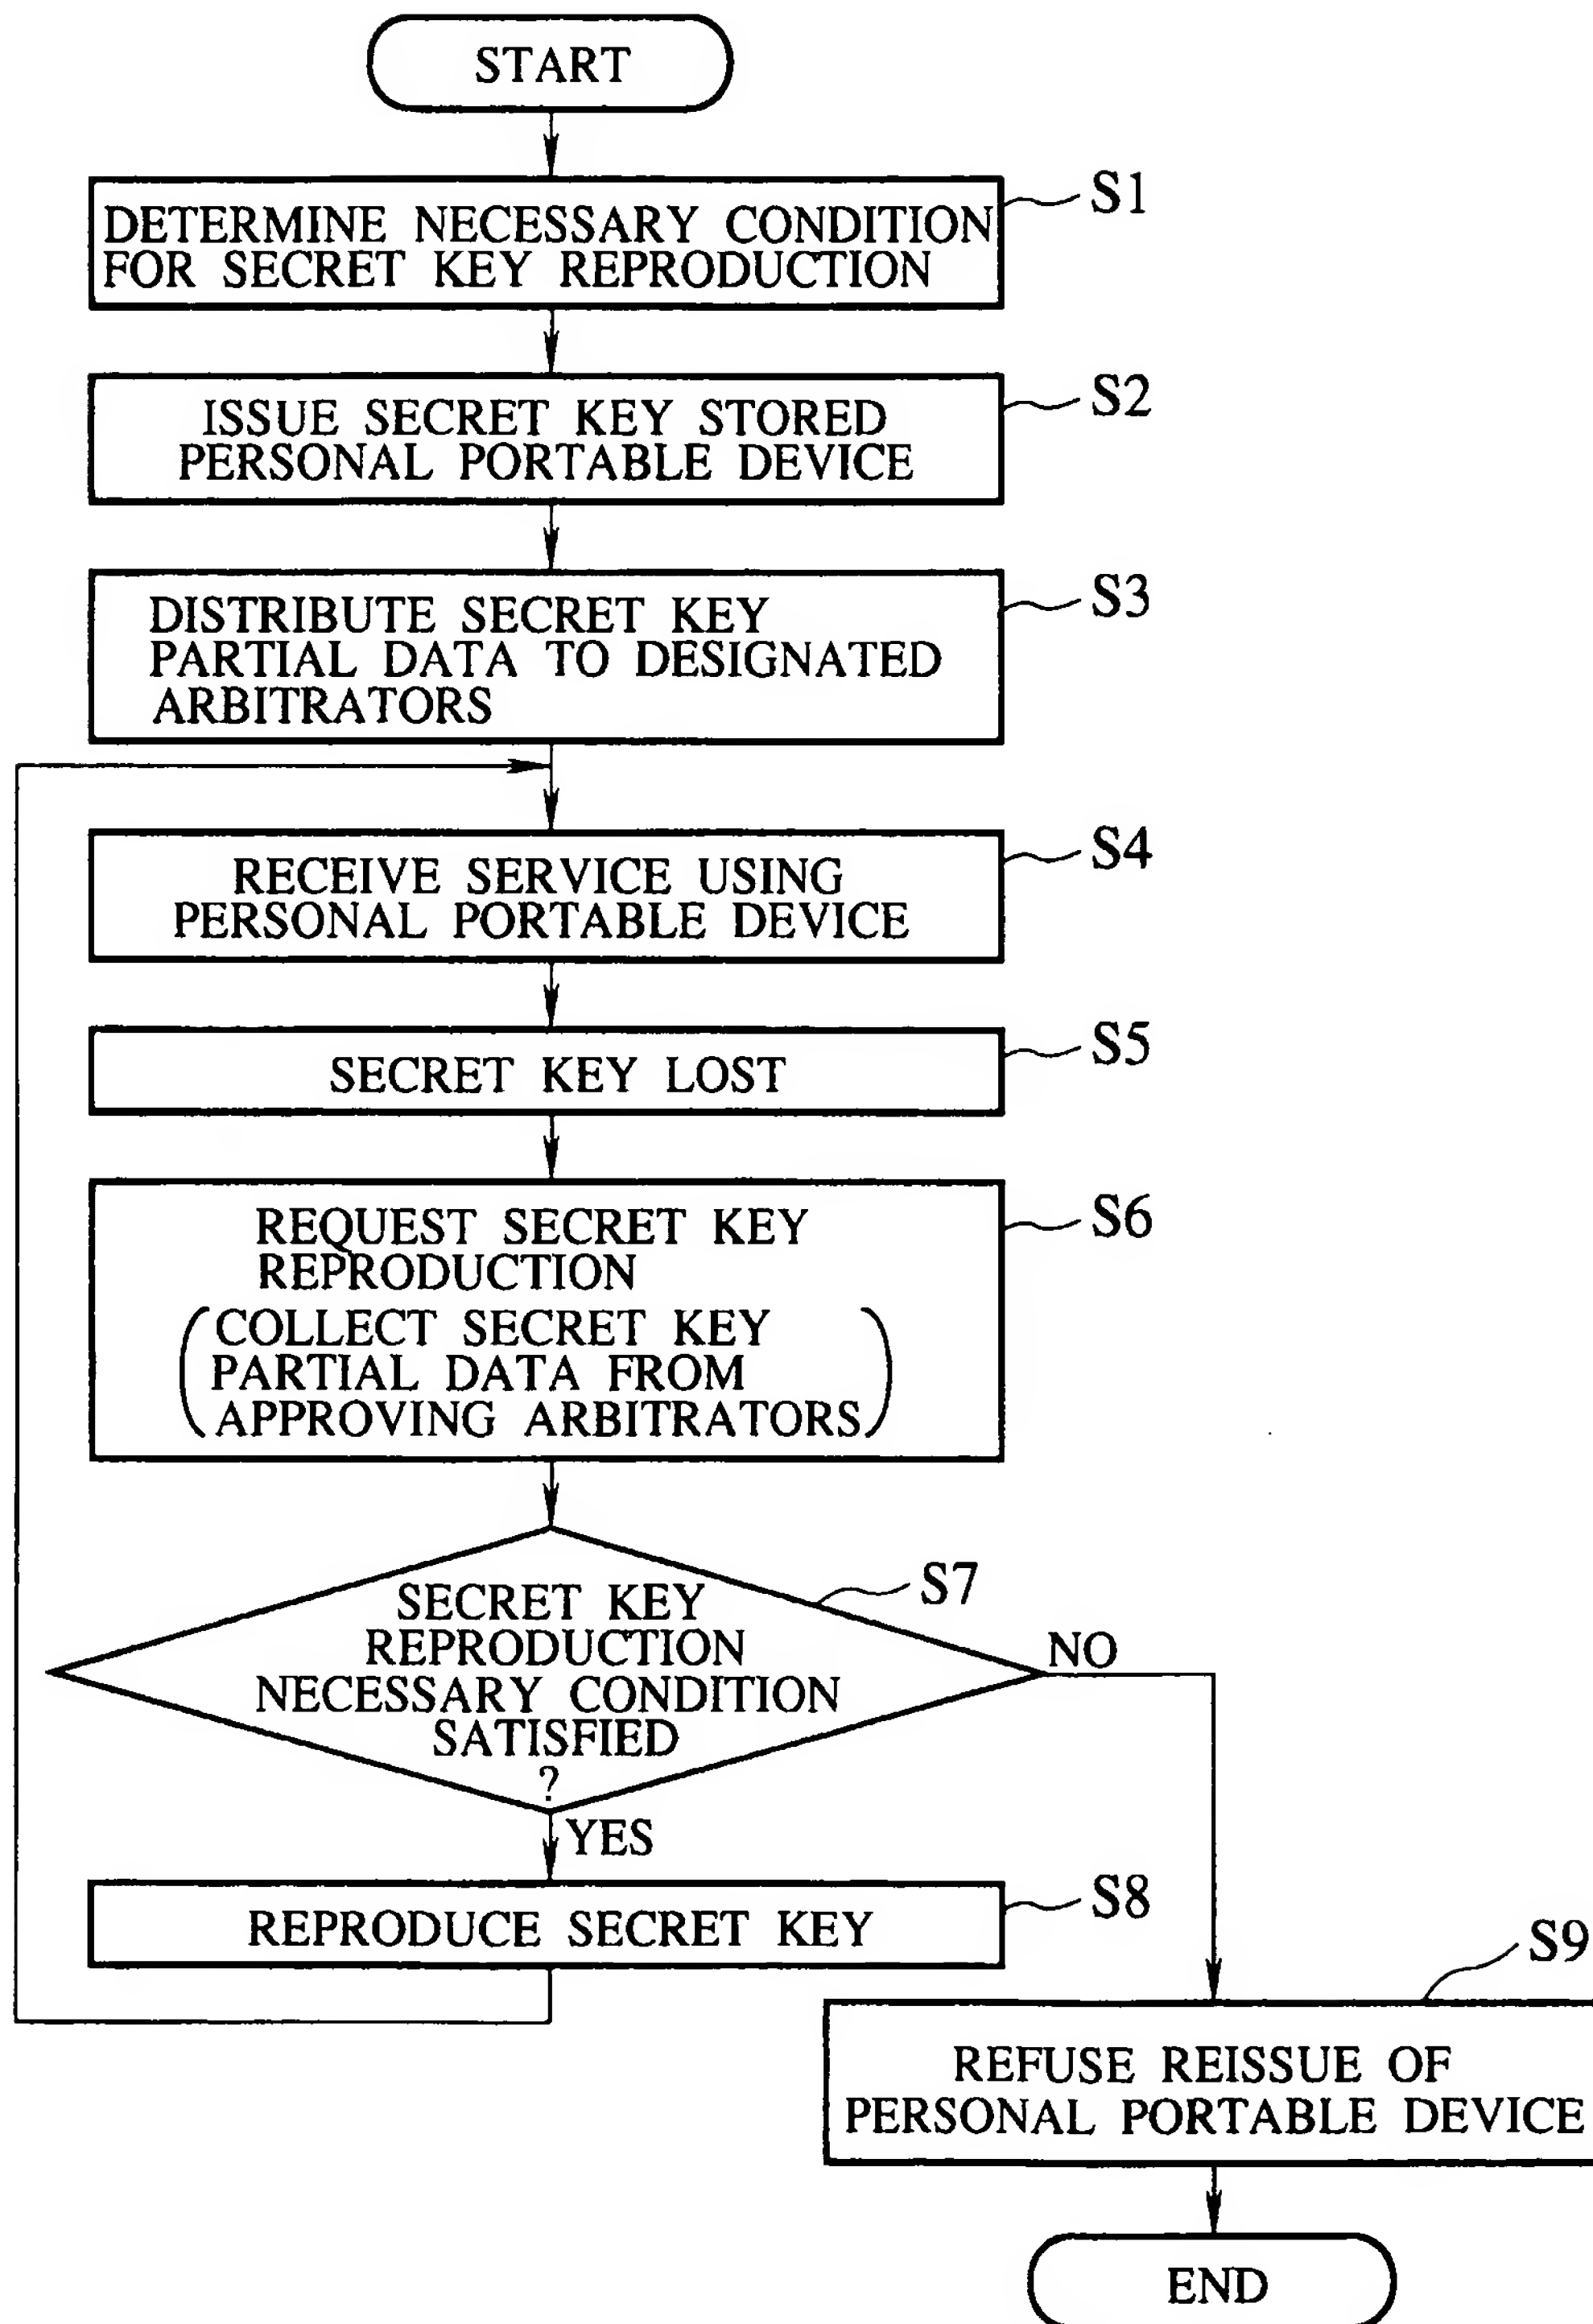 START
DETERMINE NECESSARY CONDITION
FOR SECRET KEY REPRODUCTION
S1
ISSUE SECRET KEY STORED
PERSONAL PORTABLE DEVICE
S2
DISTRIBUTE SECRET KEY
PARTIAL DATA TO DESIGNATED
ARBITRATORS
S3
RECEIVE SERVICE USING
PERSONAL PORTABLE DEVICE
S4
SECRET KEY LOST
S5
REQUEST SECRET KEY
REPRODUCTION
(COLLECT SECRET KEY
PARTIAL DATA FROM
APPROVING ARBITRATORS)
S6
SECRET KEY
REPRODUCTION
NECESSARY CONDITION
SATISFIED
?
S7
NO
YES
REPRODUCE SECRET KEY
S8
S9
REFUSE REISSUE OF
PERSONAL PORTABLE DEVICE
END